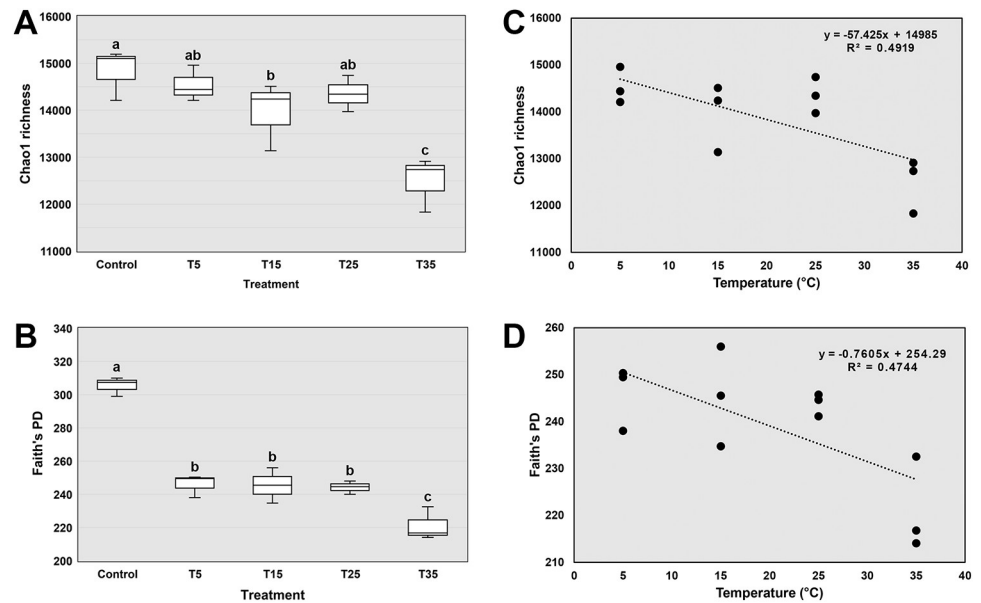 A
Chao1 richness
16000
15000
14000
13000
12000
11000
a
ab
b
ab
c
Control T5 T15 T25 T35
Treatment
C
Chao1 richness
16000
15000
14000
13000
12000
11000
y = -57.425x + 14985
R² = 0.4919
0 5 10 15 20 25 30 35 40
Temperature (°C)
B
Faith's PD
340
320
300
280
260
240
220
200
a
b
b
b
c
Control T5 T15 T25 T35
Treatment
D
Faith's PD
260
250
240
230
220
210
y = -0.7605x + 254.29
R² = 0.4744
0 5 10 15 20 25 30 35 40
Temperature (°C)